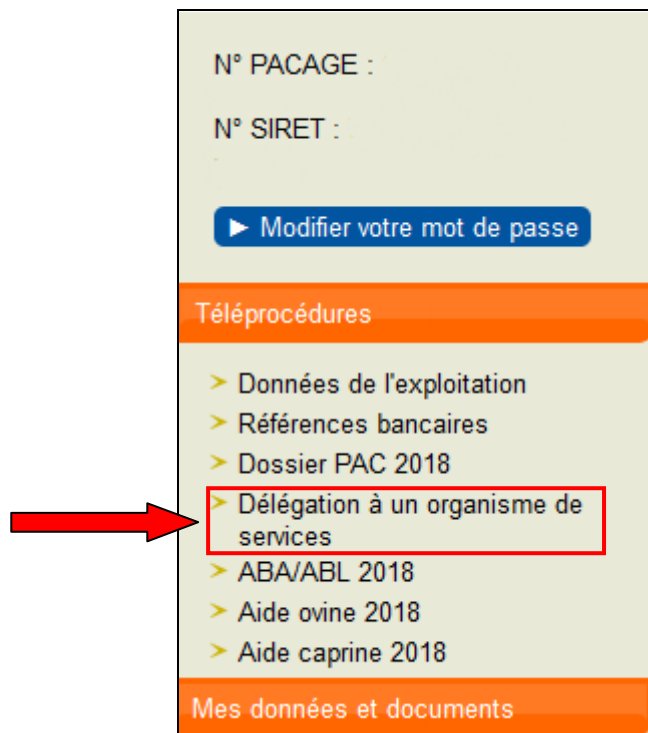 N° PACAGE :
N° SIRET :
► Modifier votre mot de passe
Téléprocédures
➢ Données de l'exploitation
➢ Références bancaires
➢ Dossier PAC 2018
➢ Délégation à un organisme de
services
➢ ABA/ABL 2018
➢ Aide ovine 2018
➢ Aide caprine 2018
Mes données et documents